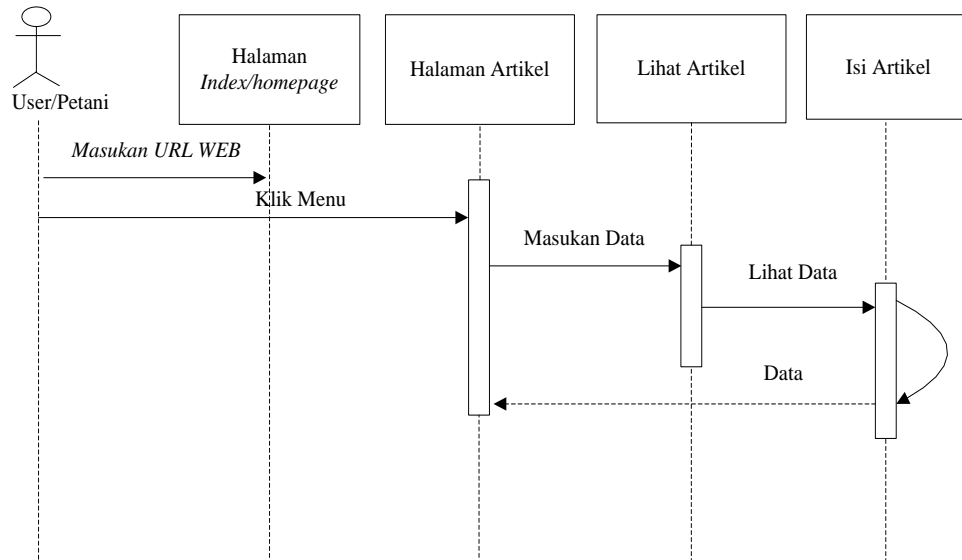 User/Petani
Halaman
Index/homepage
Halaman Artikel
Lihat Artikel
Isi Artikel
Masukan URL WEB
Klik Menu
Masukan Data
Lihat Data
Data